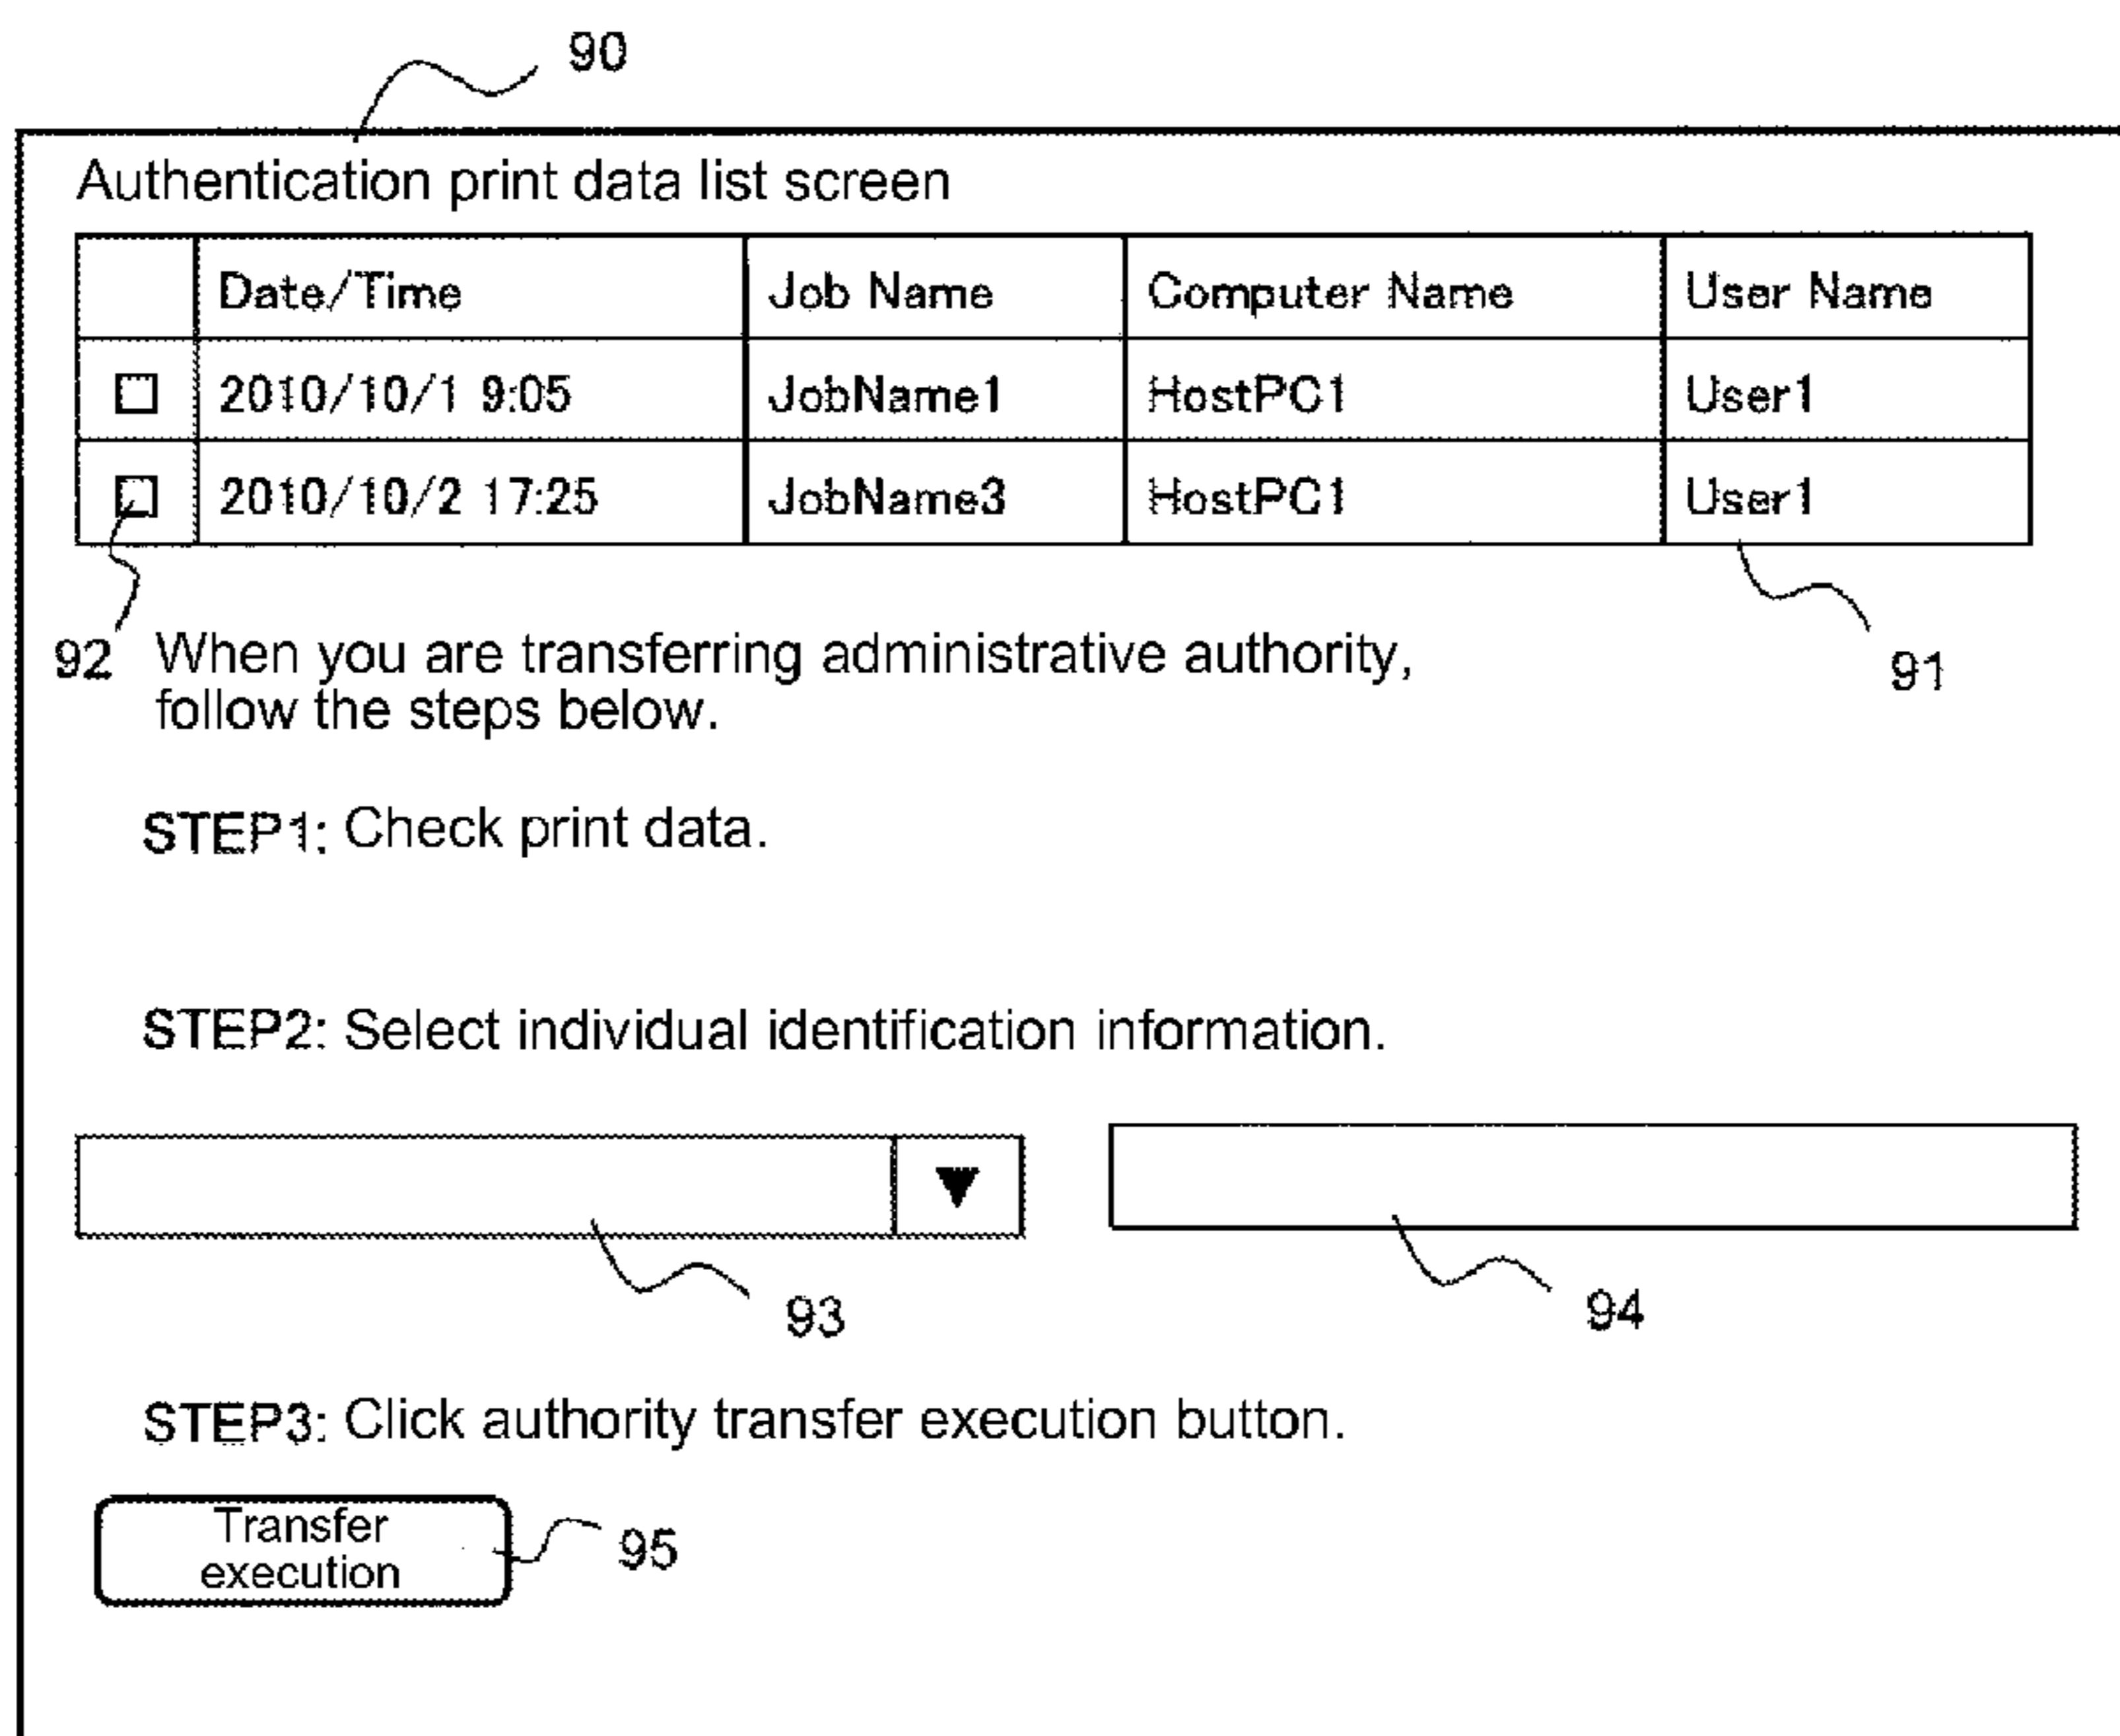 90
Authentication print data list screen
Date/Time Job Name Computer Name User Name
2010/10/1 9:05 JobName1 HostPC1 User1
2010/10/2 17:25 JobName3 HostPC1 User1
92 When you are transferring administrative authority,
follow the steps below.
91
STEP1: Check print data.
STEP2: Select individual identification information.
▼
93
94
STEP3: Click authority transfer execution button.
Transfer
execution
95